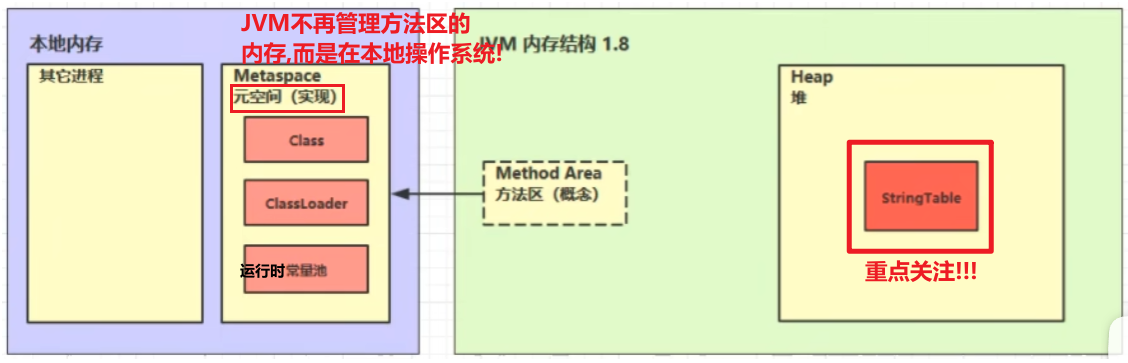 本地内存
其它进程
JVM不再管理方法区的
内存,而是在本地操作系统!
Metaspace
元空间（实现）
Class
ClassLoader
运行时常量池
JVM 内存结构 1.8
Method Area
方法区（概念）
Heap
堆
StringTable
重点关注!!!